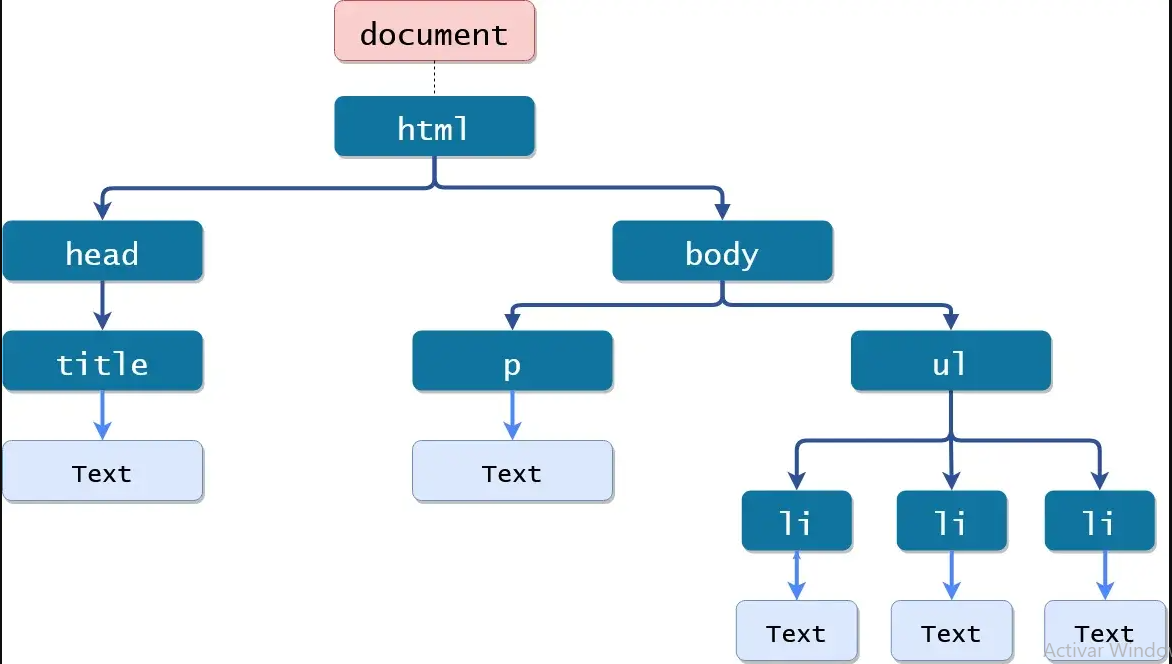 document
html
head
body
title
p
ul
Text
Text
li
li
li
Text
Text
Text
Activar Windo